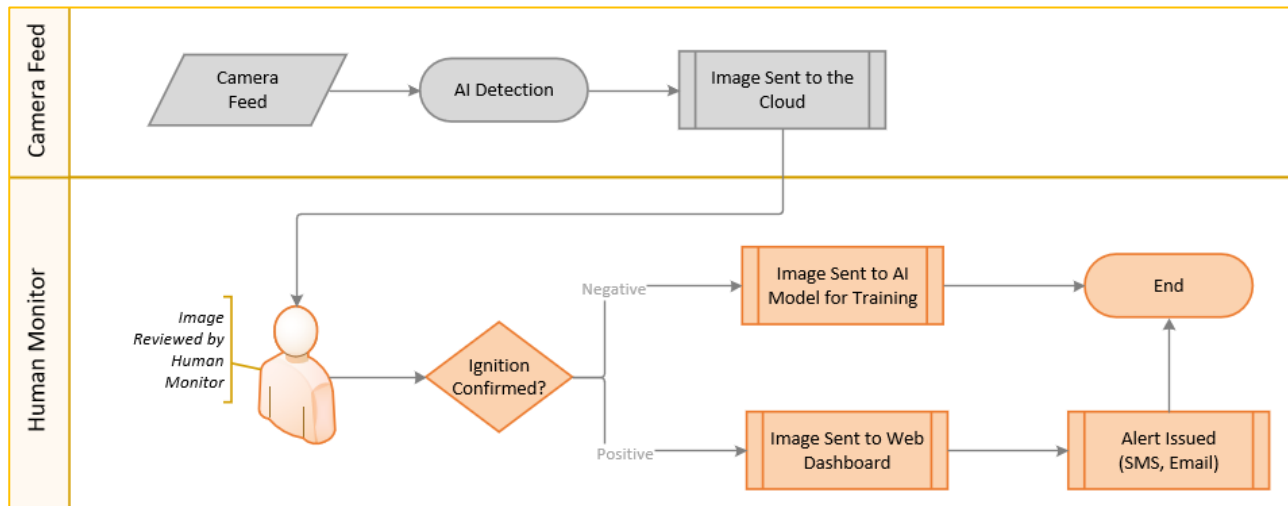 Camera Feed
Camera
Feed
AI Detection
Image Sent to the
Cloud
Human Monitor
Image
Reviewed by
Human
Monitor
Ignition
Confirmed?
Negative
Image Sent to AI
Model for Training
End
Positive
Image Sent to Web
Dashboard
Alert Issued
(SMS, Email)